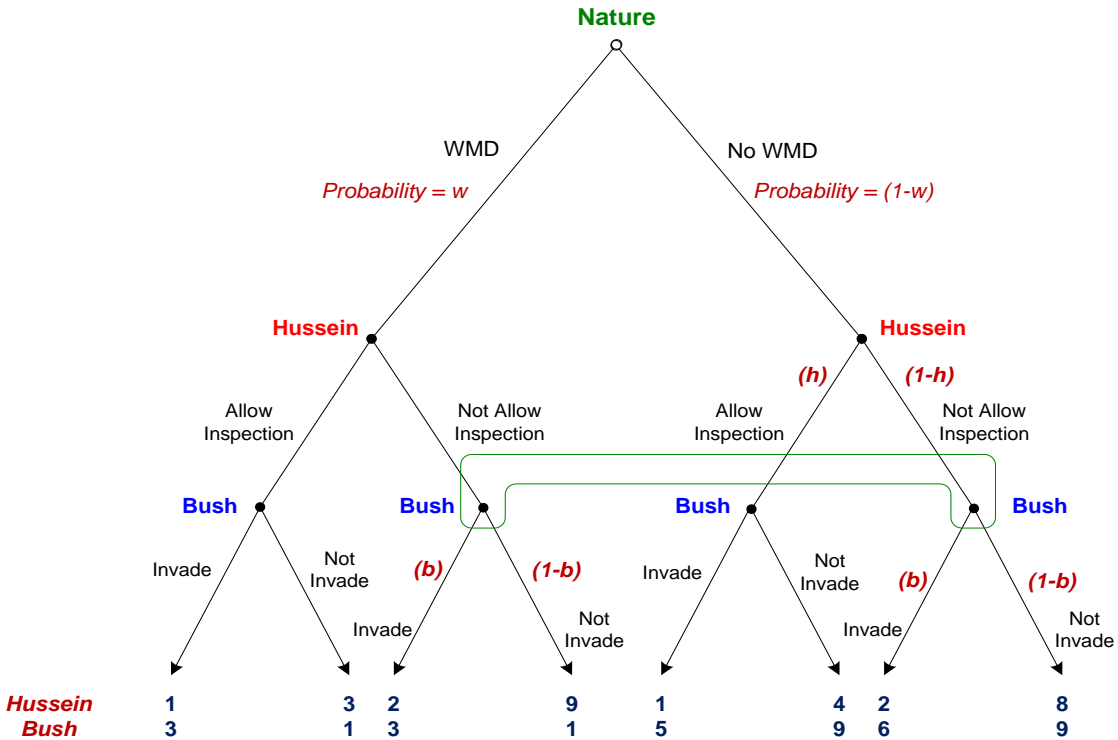 Nature
WMD
No WMD
Probability = w
Probability = (1-w)
Hussein
Hussein
(h)
(1-h)
Allow
Inspection
Not Allow
Inspection
Allow
Inspection
Not Allow
Inspection
Bush
Bush
Bush
Bush
Invade
Not
Invade
(b)
(1-b)
Invade
Not
Invade
(b)
(1-b)
Invade
Not
Invade
Invade
Not
Invade
Hussein 1 3 2 9 1 4 2 8
Bush 3 1 3 1 5 9 6 9